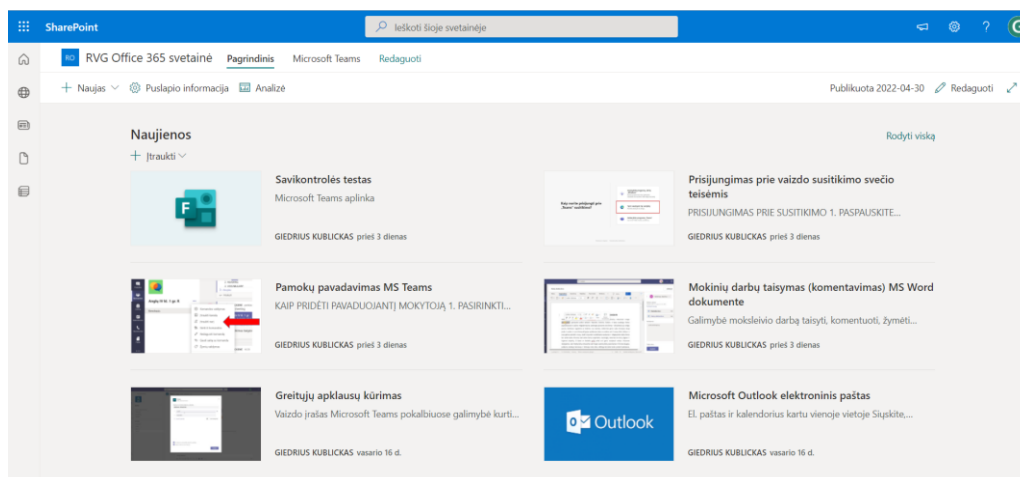 SharePoint
Ieškoti šioje svetainėje
?
G
RO
RVG Office 365 svetainė
Pagrindinis
Microsoft Teams
Redaguoti
Naujas
Puslapio informacija
Analizė
Publikuota 2022-04-30
Redaguoti
Naujienos
Rodyti viską
Įtraukti
F
Savikontrolės testas
Microsoft Teams aplinka
GIEDRIUS KUBLICKAS prieš 3 dienas
Prisijungimas prie vaizdo susitikimo svečio
teisėmis
PRISIJUNGIMAS PRIE SUSITIKIMO 1. PASPAUSKITE...
GIEDRIUS KUBLICKAS prieš 3 dienas
Pamokų pavadavimas MS Teams
KAIP PRIDĖTI PAVADUOJANTĮ MOKYTOJĄ 1. PASIRINKTI...
GIEDRIUS KUBLICKAS prieš 3 dienas
Mokinių darbų taisymas (komentavimas) MS Word
dokumente
Galimybė moksleivio darbą taisyti, komentuoti, žymėti...
GIEDRIUS KUBLICKAS prieš 3 dienas
Greitųjų apklausų kūrimas
Vaizdo įrašas Microsoft Teams pokalbiuose galimybė kurti...
GIEDRIUS KUBLICKAS vasario 16 d.
Outlook
Microsoft Outlook elektroninis paštas
El. paštas ir kalendorius kartu vienoje vietoje Siųskite,...
GIEDRIUS KUBLICKAS vasario 16 d.